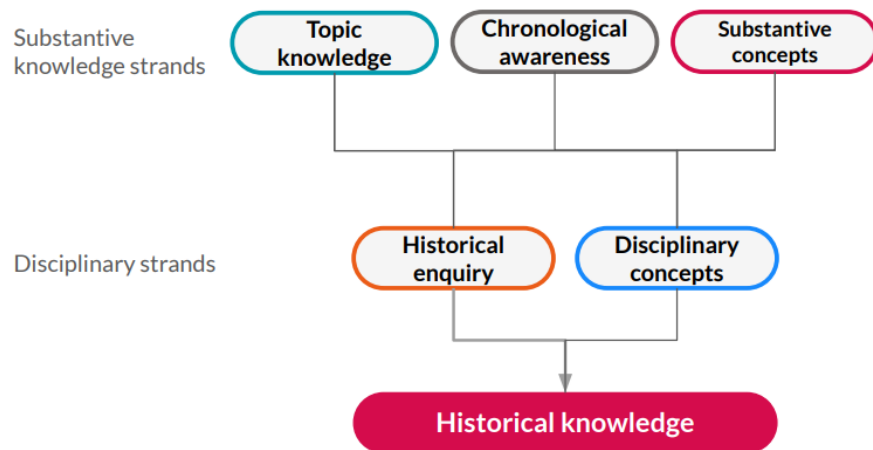 Substantive
knowledge strands
Topic
knowledge
Chronological
awareness
Substantive
concepts
Disciplinary strands
Historical
enquiry
Disciplinary
concepts
Historical knowledge